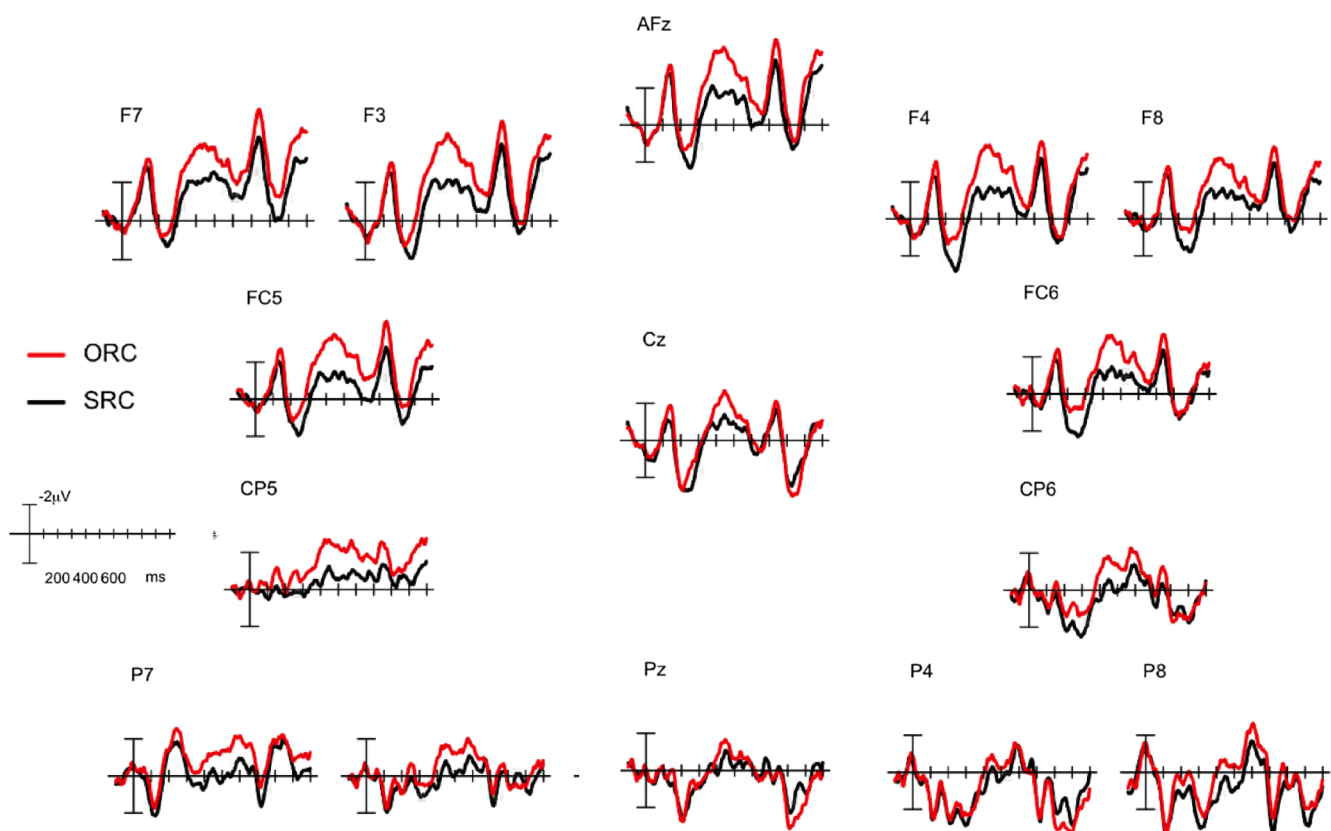 AFz
F7
F3
F4
F8
FC5
FC6
ORC
Cz
SRC
CP5
CP6
-2μV
200 400 600 ms
P7
Pz
P4
P8